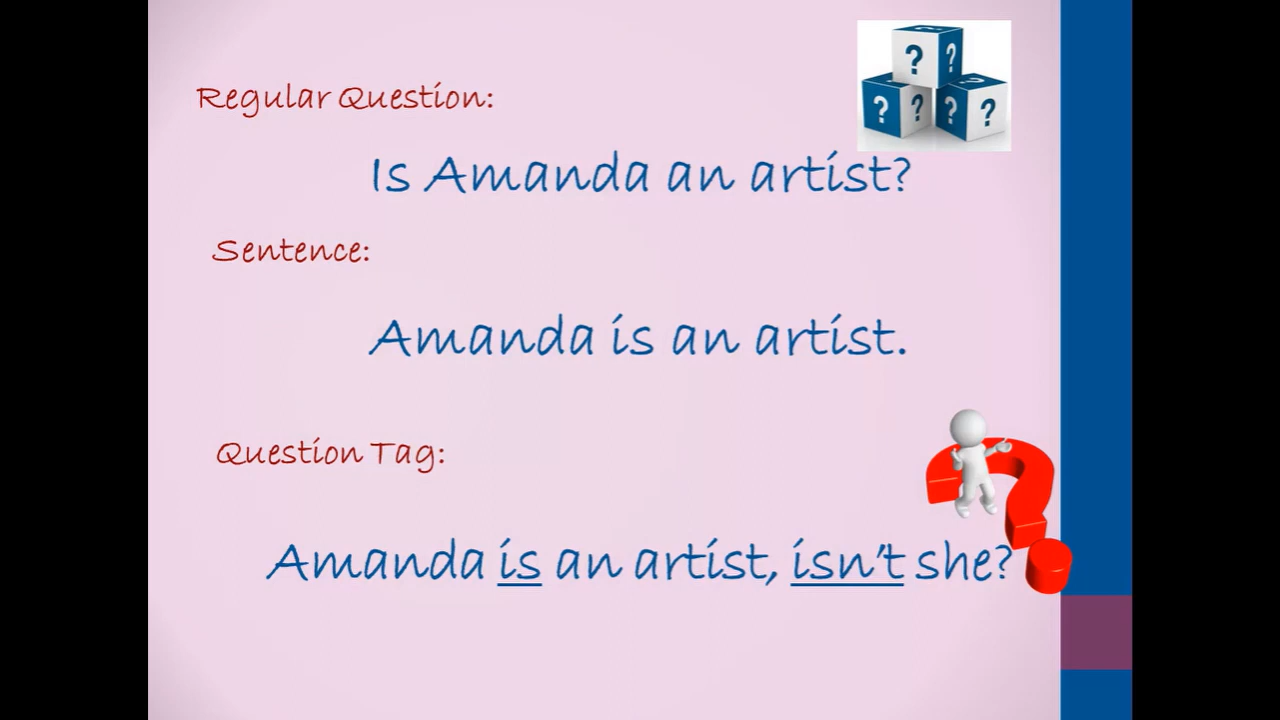 Regular Question:
Is Amanda an artist?
Sentence:
Amanda is an artist.
Question Tag:
Amanda is an artist, isn't she?